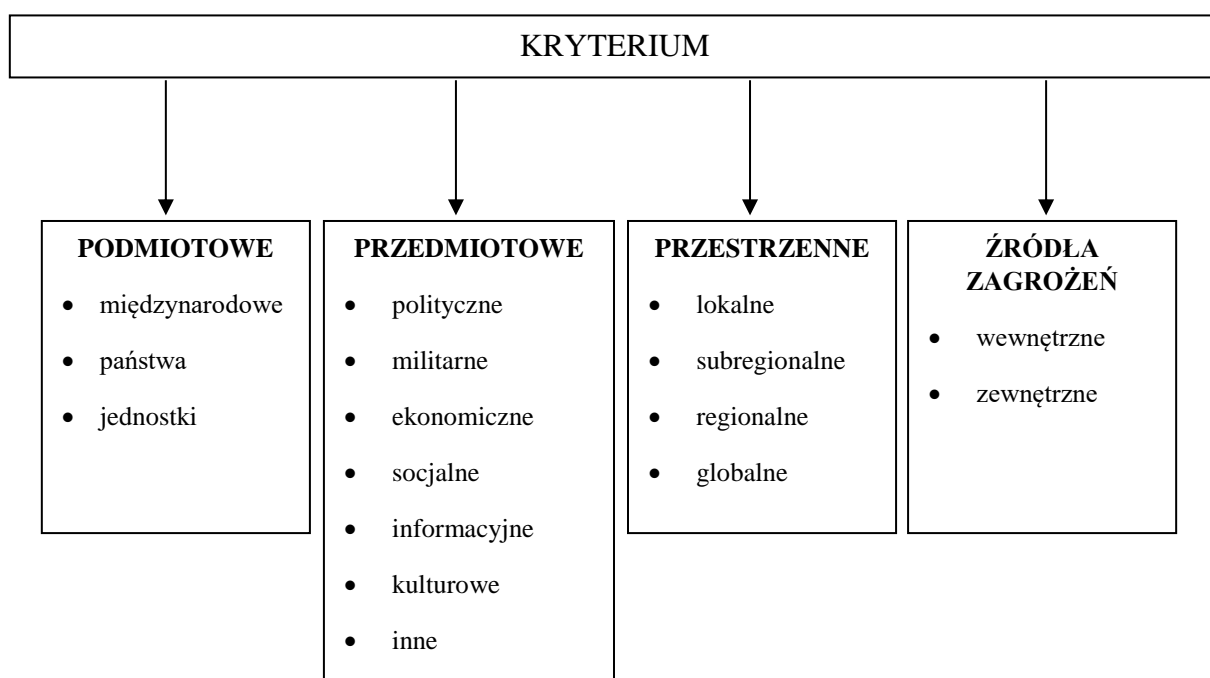 KRYTERIUM
PODMIOTOWE
• międzynarodowe
• państwa
• jednostki
PRZEDMIOTOWE
• polityczne
• militarne
• ekonomiczne
• socjalne
• informacyjne
• kulturowe
• inne
PRZESTRZENNE
• lokalne
• subregionalne
• regionalne
• globalne
ŹRÓDŁA
ZAGROŻEŃ
• wewnętrzne
• zewnętrzne